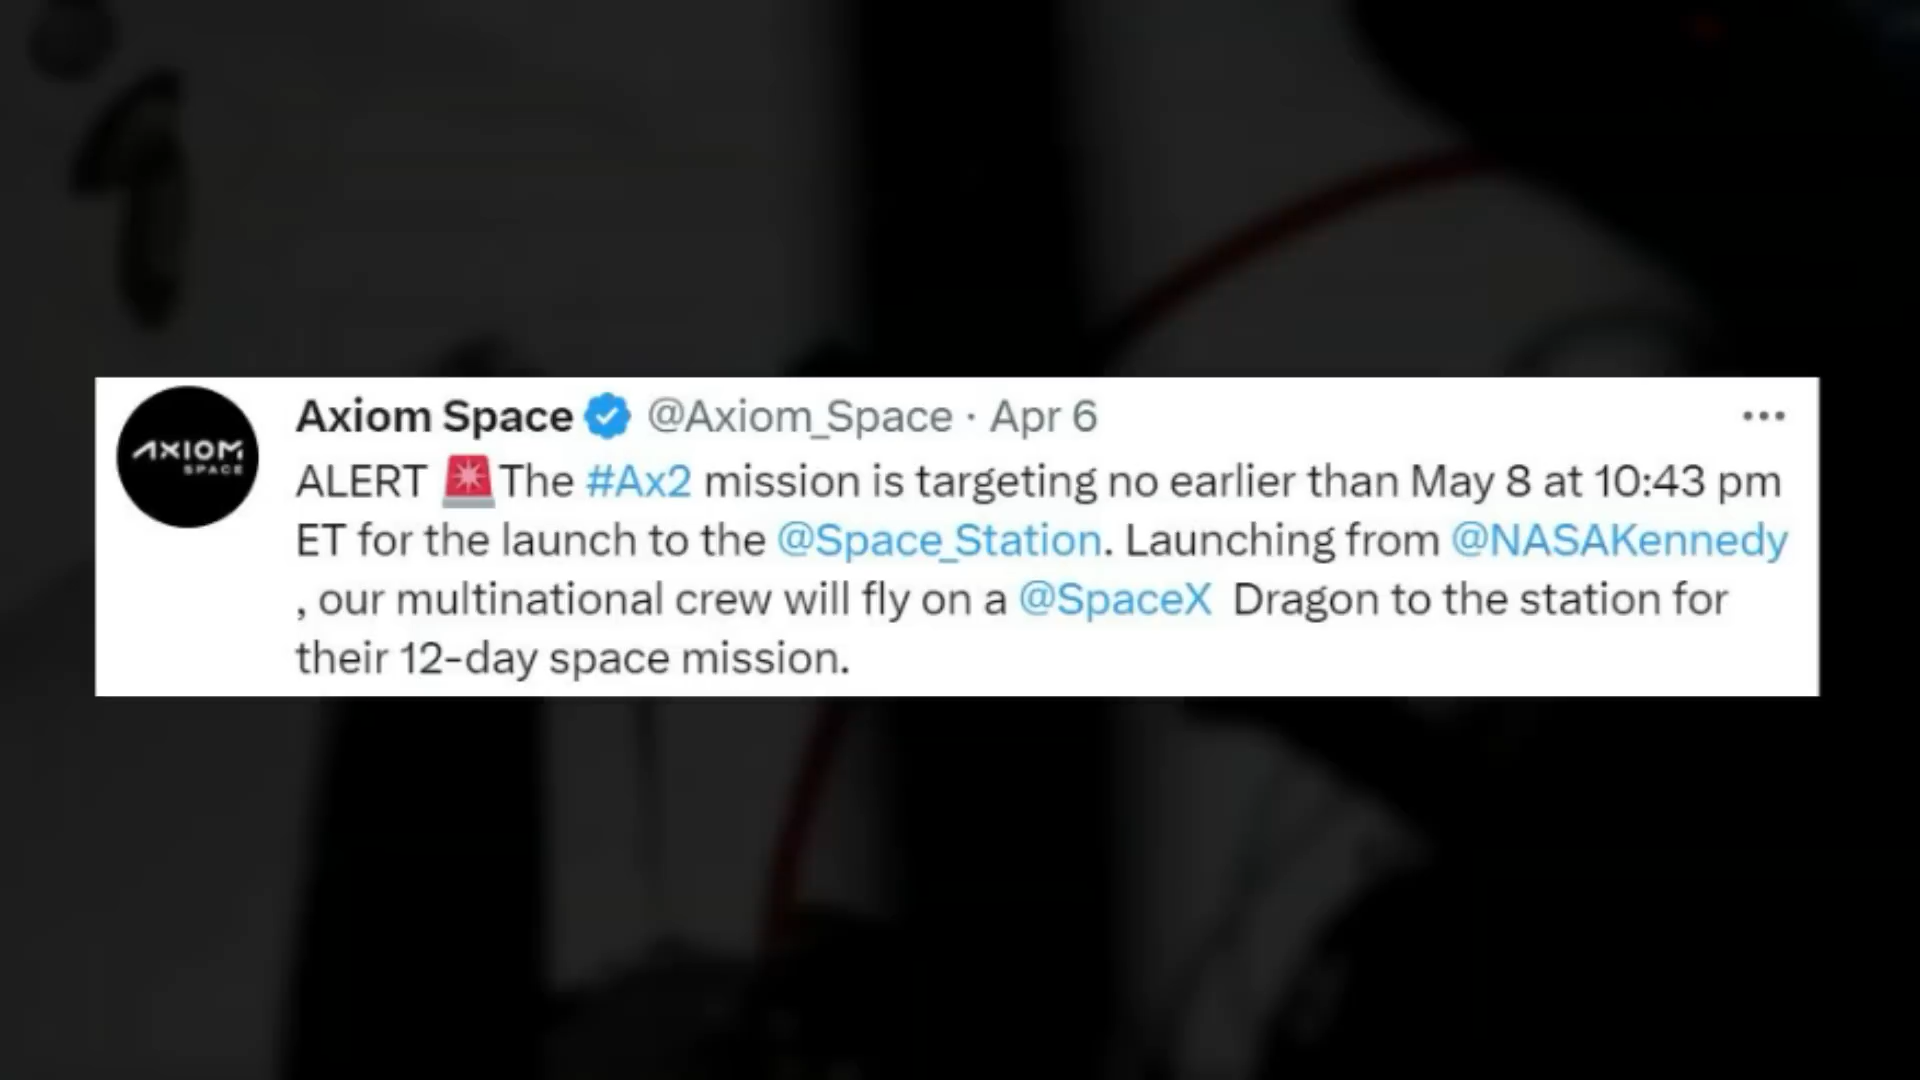 AXIOM
SPACE
Axiom Space @Axiom_Space · Apr 6
ALERT 🚨The #Ax2 mission is targeting no earlier than May 8 at 10:43 pm
ET for the launch to the @Space_Station. Launching from @NASAKennedy
, our multinational crew will fly on a @SpaceX Dragon to the station for
their 12-day space mission.